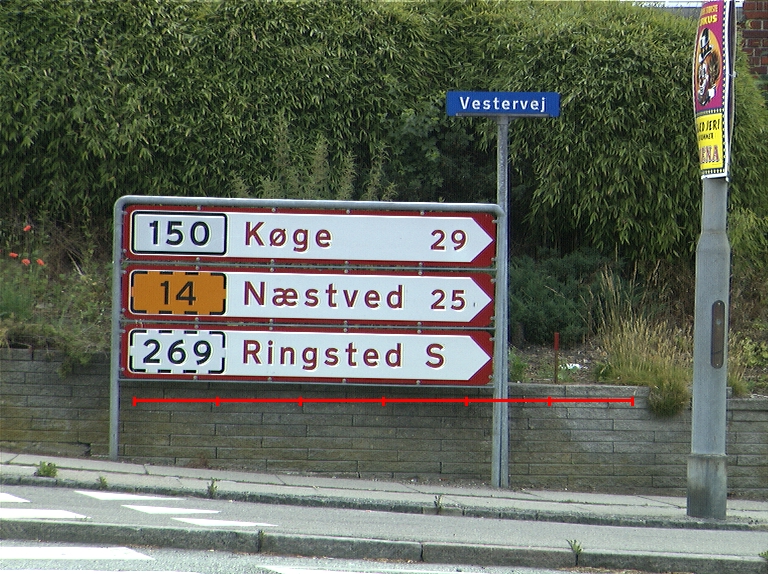 Vestervej
150 Køge 29
14 Næstved 25
269 Ringsted S